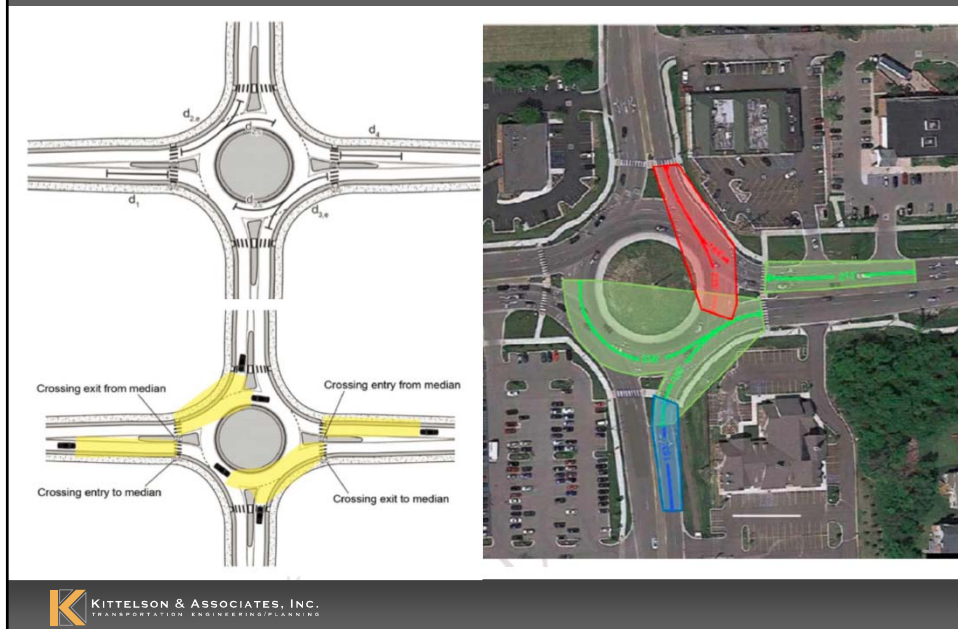 d2,e
d4
d1
d3,e
Crossing exit from median
Crossing entry from median
Crossing entry to median
Crossing exit to median
KITTELSON & ASSOCIATES, INC.
TRANSPORTATION ENGINEERING/PLANNING